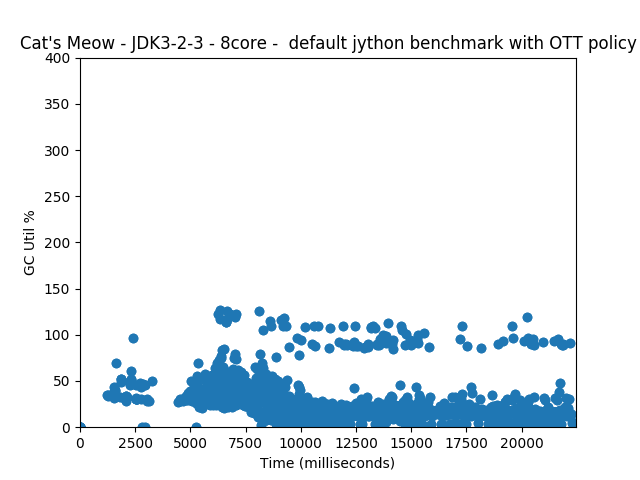 Cat's Meow - JDK3-2-3 - 8core -  default jython benchmark with OTT policy
400
350
300
250
200
150
100
50
0
GC Util %
0 2500 5000 7500 10000 12500 15000 17500 20000
Time (milliseconds)